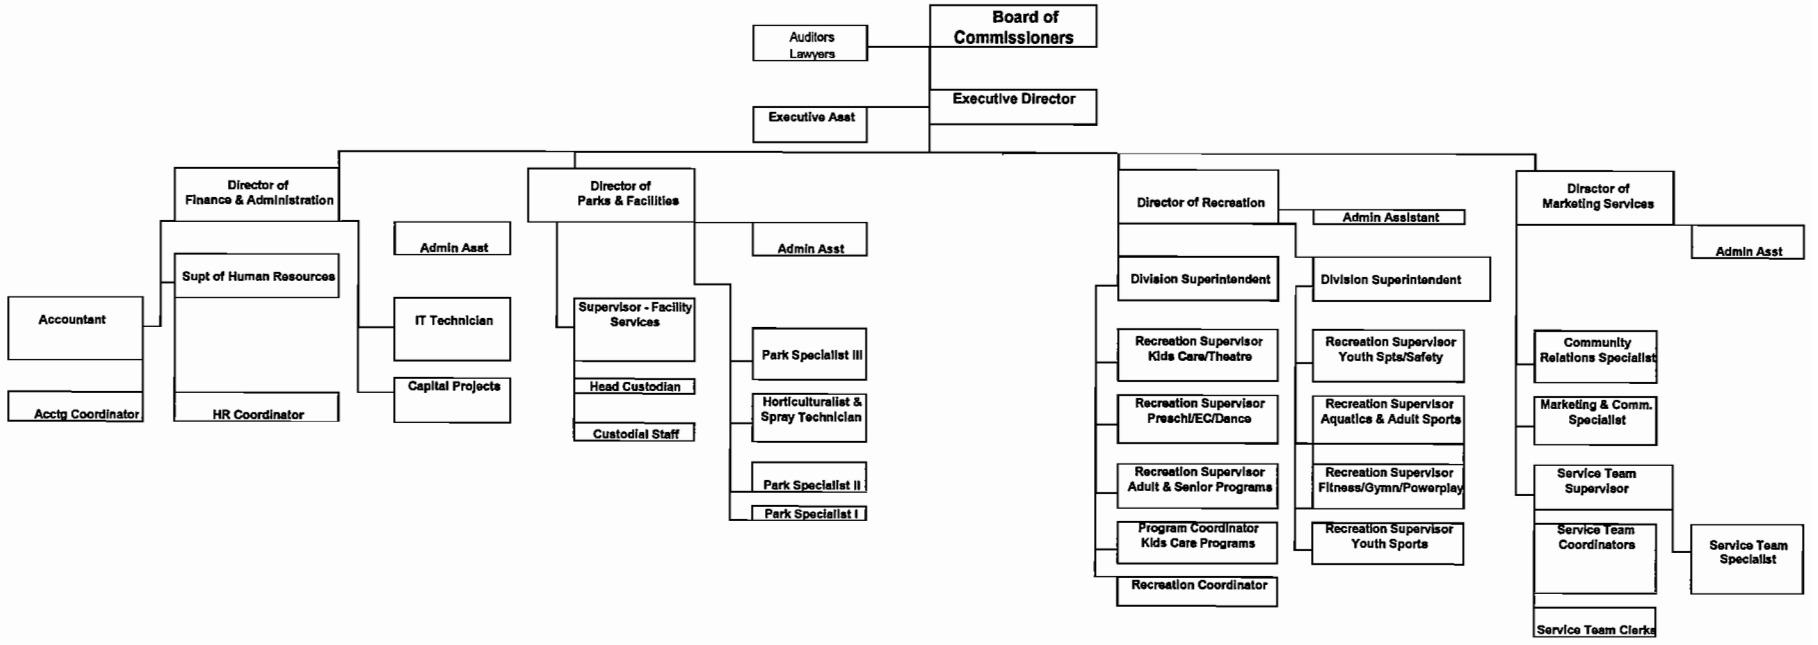 Board of
Commissioners
Auditors
Lawyers
Executive Director
Executive Asst
Director of
Finance & Administration
Director of
Parks & Facilities
Director of Recreation
Director of
Marketing Services
Admin Asst
Admin Asst
Admin Assistant
Admin Asst
Supt of Human Resources
Division Superintendent
Division Superintendent
Accountant
IT Technician
Supervisor - Facility
Services
Park Specialist III
Recreation Supervisor
Kids Care/Theatre
Recreation Supervisor
Youth Spts/Safety
Community
Relations Specialist
Acctg Coordinator
HR Coordinator
Capital Projects
Head Custodian
Custodial Staff
Horticulturalist &
Spray Technician
Recreation Supervisor
Preschl/EC/Dance
Recreation Supervisor
Aquatics & Adult Sports
Marketing & Comm.
Specialist
Park Specialist II
Recreation Supervisor
Adult & Senior Programs
Recreation Supervisor
Fitness/Gymn/Powerplay
Service Team
Supervisor
Park Specialist I
Program Coordinator
Kids Care Programs
Recreation Supervisor
Youth Sports
Service Team
Coordinators
Service Team
Specialist
Recreation Coordinator
Service Team Clerks